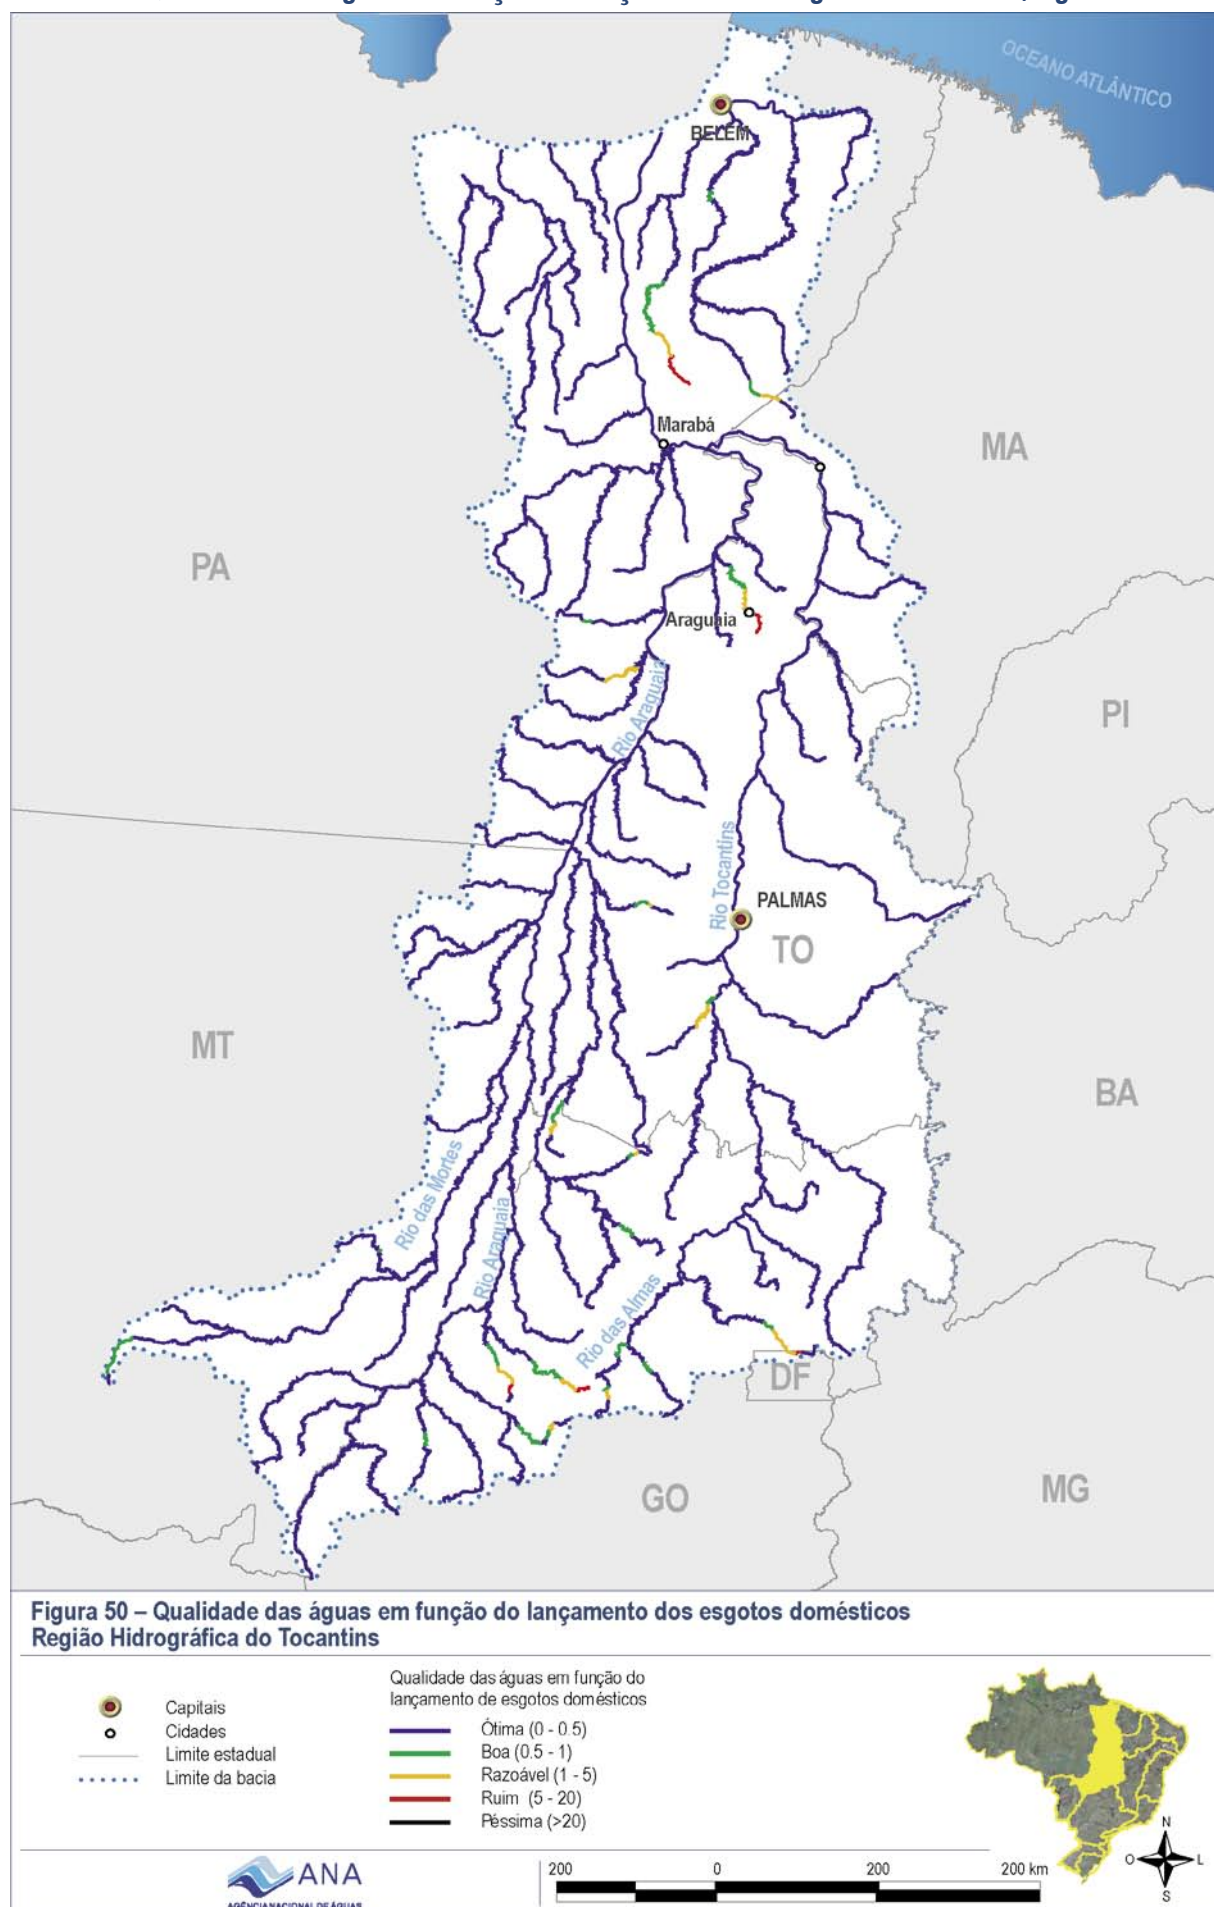 OCEANO ATLÂNTICO
BELÉM
Marabá
MA
PA
Araguaia
Rio Araguaia
PI
Rio Tocantins
PALMAS
TO
MT
BA
Rio das Mortes
Rio Araguaia
Rio das Almas
DF
GO
MG
Figura 50 – Qualidade das águas em função do lançamento dos esgotos domésticos
Região Hidrográfica do Tocantins
Capitais
Cidades
Limite estadual
Limite da bacia
Qualidade das águas em função do
lançamento de esgotos domésticos
Ótima (0 - 0.5)
Boa (0.5 - 1)
Razoável (1 - 5)
Ruim (5 - 20)
Péssima (>20)
N
O
L
S
ANA
AGÊNCIA NACIONAL DE ÁGUAS
200 0 200 200 km